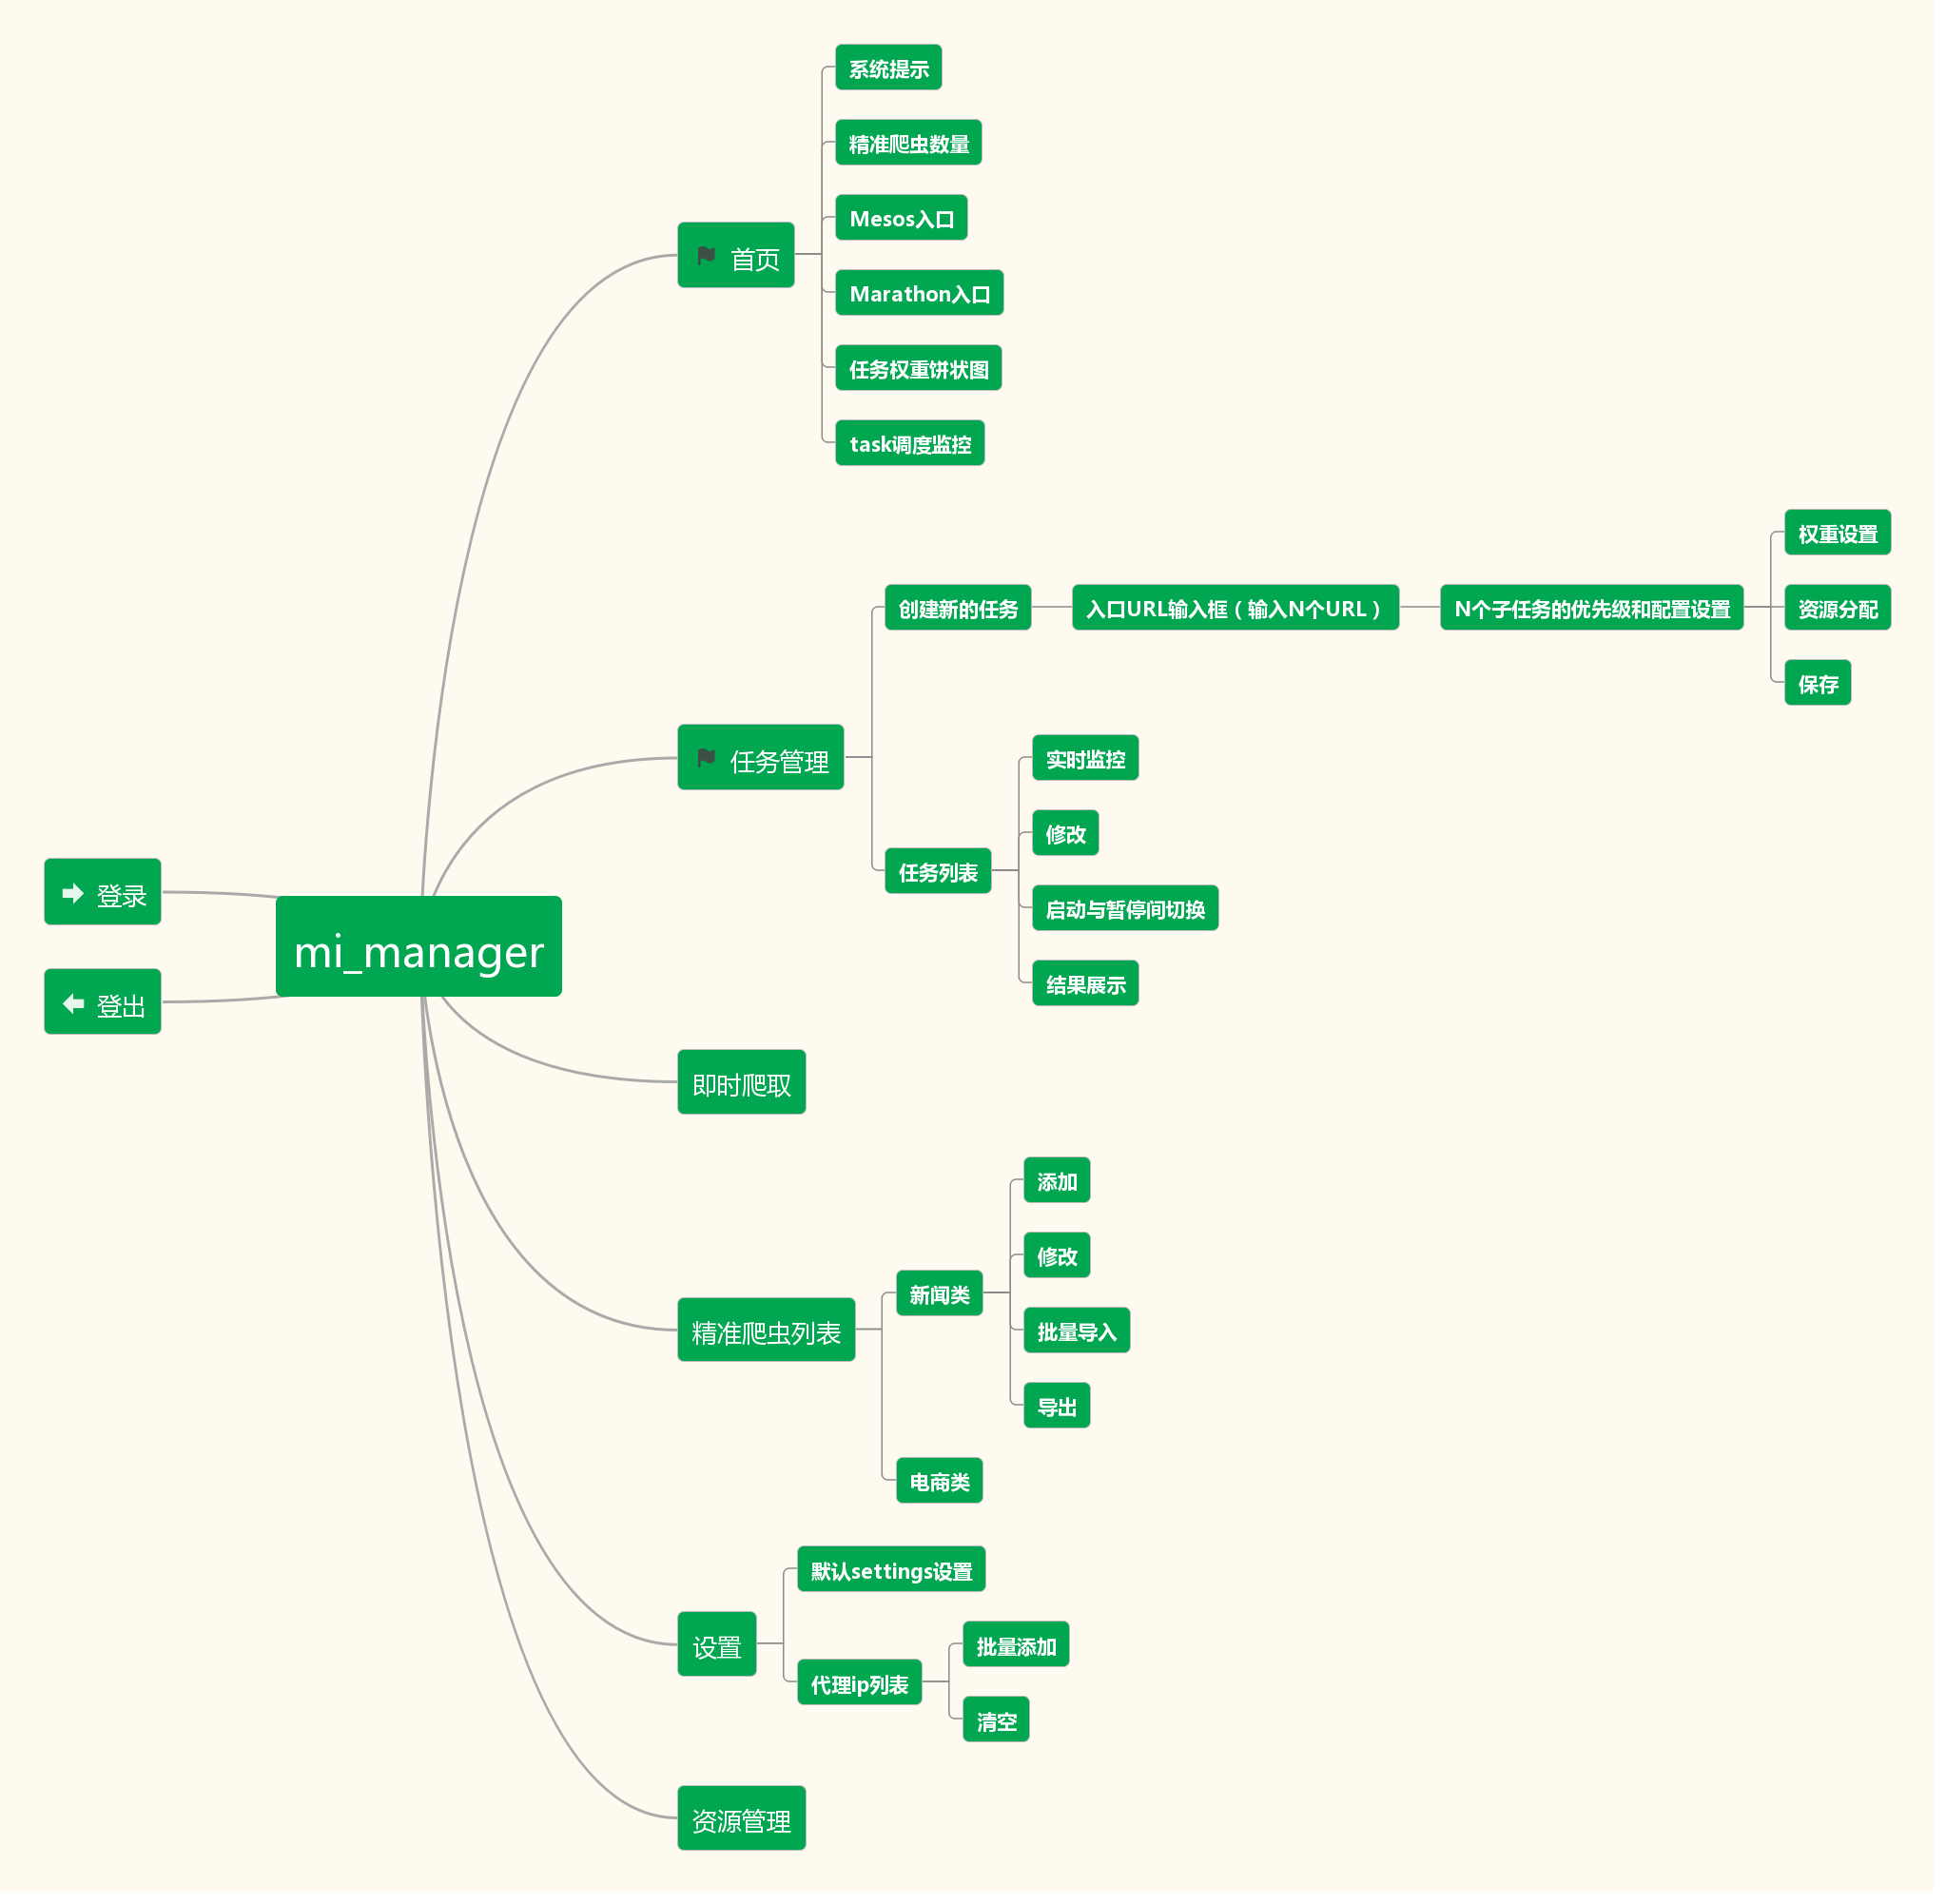 mi_manager
登录
登出
首页
系统提示
精准爬虫数量
Mesos入口
Marathon入口
任务权重饼状图
task调度监控
任务管理
创建新的任务
入口URL输入框（输入N个URL）
N个子任务的优先级和配置设置
权重设置
资源分配
保存
任务列表
实时监控
修改
启动与暂停间切换
结果展示
即时爬取
精准爬虫列表
新闻类
添加
修改
批量导入
导出
电商类
设置
默认settings设置
代理ip列表
批量添加
清空
资源管理